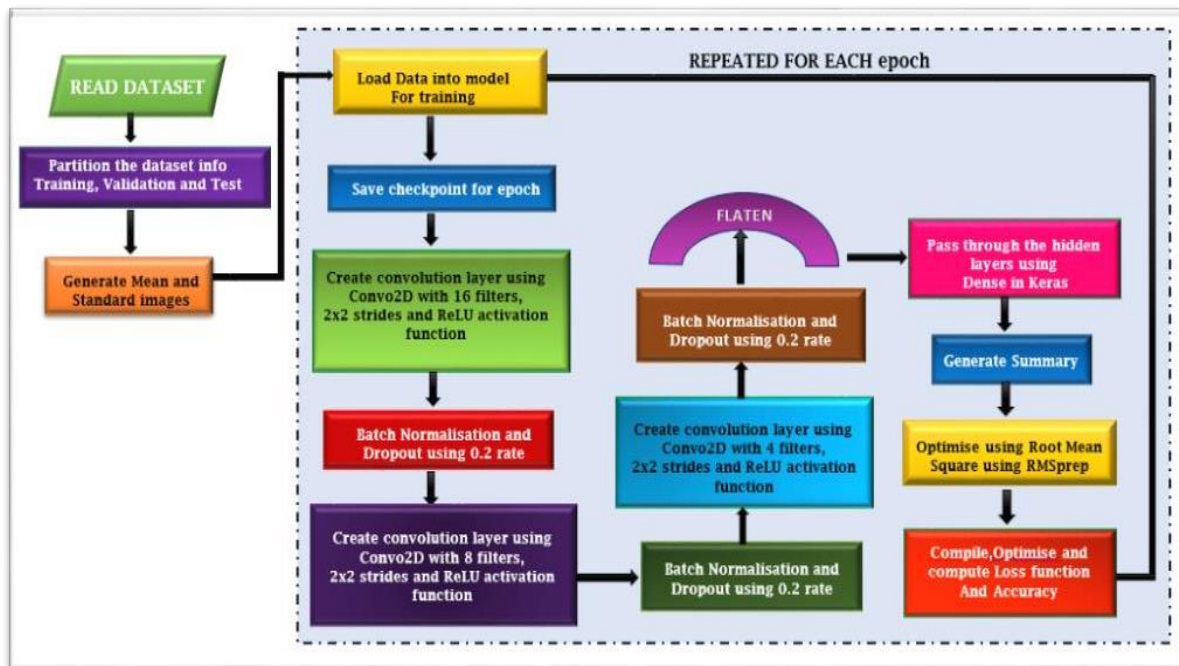 READ DATASET
Partition the dataset info
Training, Validation and Test
Generate Mean and
Standard images
REPEATED FOR EACH epoch
Load Data into model
For training
Save checkpoint for epoch
Create convolution layer using
Convo2D with 16 filters,
2x2 strides and ReLU activation
function
Batch Normalisation and
Dropout using 0.2 rate
Create convolution layer using
Convo2D with 8 filters,
2x2 strides and ReLU activation
function
Batch Normalisation and
Dropout using 0.2 rate
Create convolution layer using
Convo2D with 4 filters,
2x2 strides and ReLU activation
function
Batch Normalisation and
Dropout using 0.2 rate
FLATEN
Pass through the hidden
layers using
Dense in Keras
Generate Summary
Optimise using Root Mean
Square using RMSprep
Compile,Optimise and
compute Loss function
And Accuracy